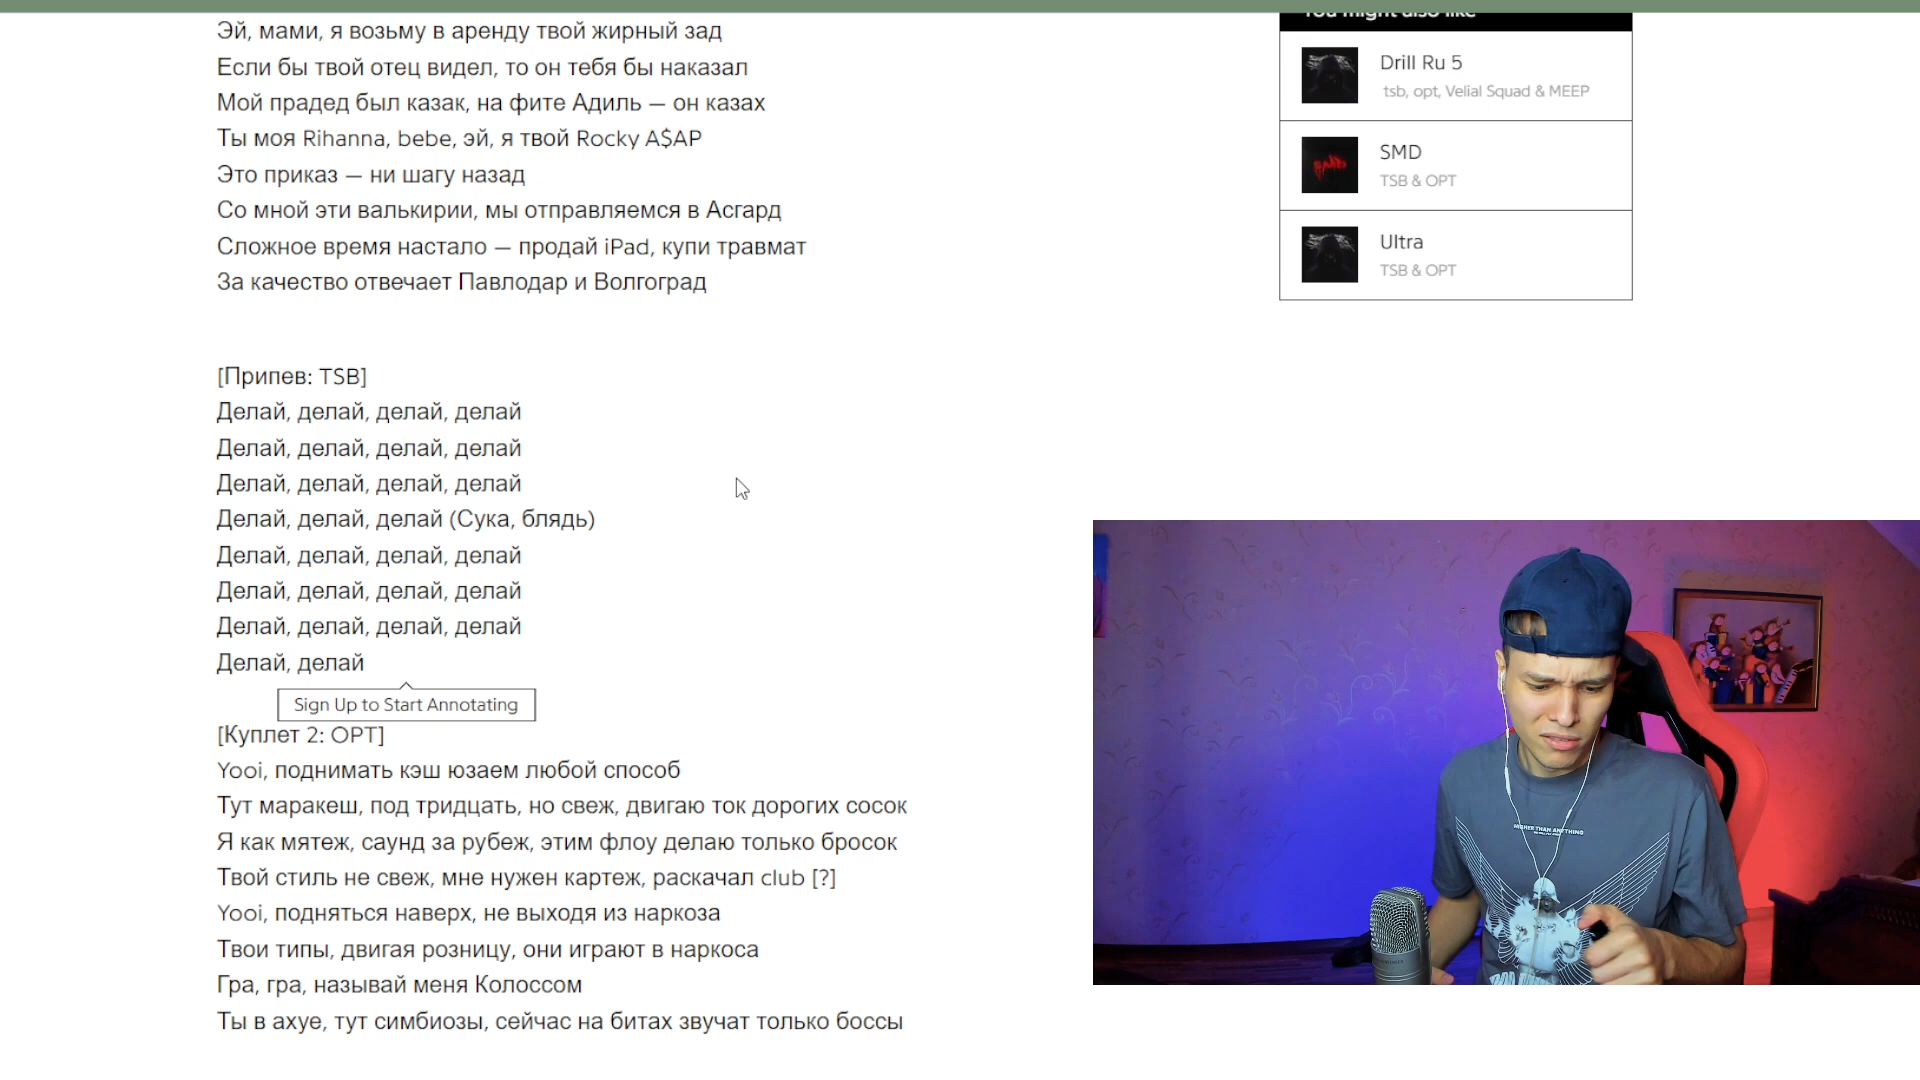 Эй, мами, я возьму в аренду твой жирный зад
Если бы твой отец видел, то он тебя бы наказал
Мой прадед был казак, на фите Адиль — он казах
Ты моя Rihanna, bebe, эй, я твой Rocky A$AP
Это приказ — ни шагу назад
Со мной эти валькирии, мы отправляемся в Асгард
Сложное время настало — продай iPad, купи травмат
За качество отвечает Павлодар и Волгоград
[Припев: TSB]
Делай, делай, делай, делай
Делай, делай, делай, делай
Делай, делай, делай, делай
Делай, делай, делай (Сука, блядь)
Делай, делай, делай, делай
Делай, делай, делай, делай
Делай, делай, делай, делай
Делай, делай
Sign Up to Start Annotating
[Куплет 2: OPT]
Yooi, поднимать кэш юзаем любой способ
Тут маракеш, под тридцать, но свеж, двигаю ток дорогих сосок
Я как мятеж, саунд за рубеж, этим флоу делаю только бросок
Твой стиль не свеж, мне нужен картеж, раскачал club [?]
Yooi, подняться наверх, не выходя из наркоза
Твои типы, двигая розницу, они играют в наркоса
Гра, гра, называй меня Колоссом
Ты в ахуе, тут симбиозы, сейчас на битах звучат только боссы
You might also like
Drill Ru 5
tsb, opt, Velial Squad & MEEP
SMD
TSB & OPT
Ultra
TSB & OPT
HIGHER THAN ANYTHING